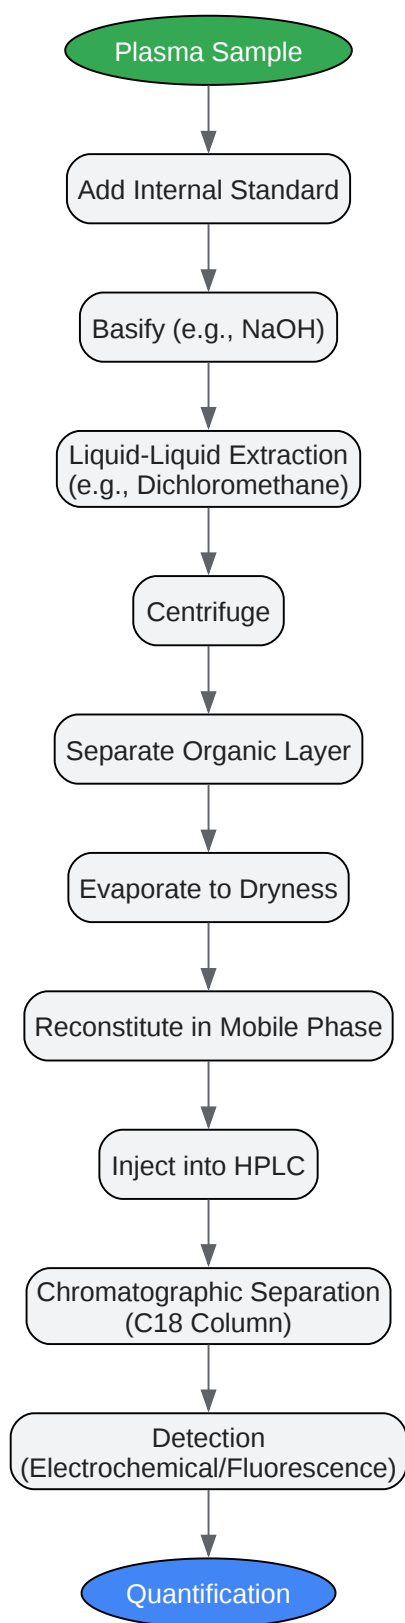 Plasma Sample
Add Internal Standard
Basify (e.g., NaOH)
Liquid-Liquid Extraction
(e.g., Dichloromethane)
Centrifuge
Separate Organic Layer
Evaporate to Dryness
Reconstitute in Mobile Phase
Inject into HPLC
Chromatographic Separation
(C18 Column)
Detection
(Electrochemical/Fluorescence)
Quantification